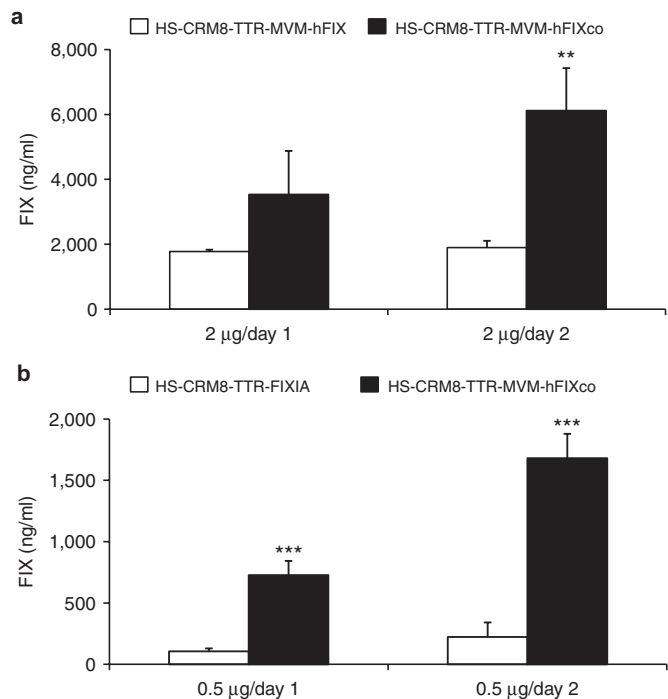 a
HS-CRM8-TTR-MVM-hFIX HS-CRM8-TTR-MVM-hFIXco
8,000
**
6,000
FIX (ng/ml)
4,000
2,000
0
2 µg/day 1 2 µg/day 2
b
HS-CRM8-TTR-FIXIA HS-CRM8-TTR-MVM-hFIXco
2,000
***
1,500
FIX (ng/ml)
1,000
***
500
0
0.5 µg/day 1 0.5 µg/day 2